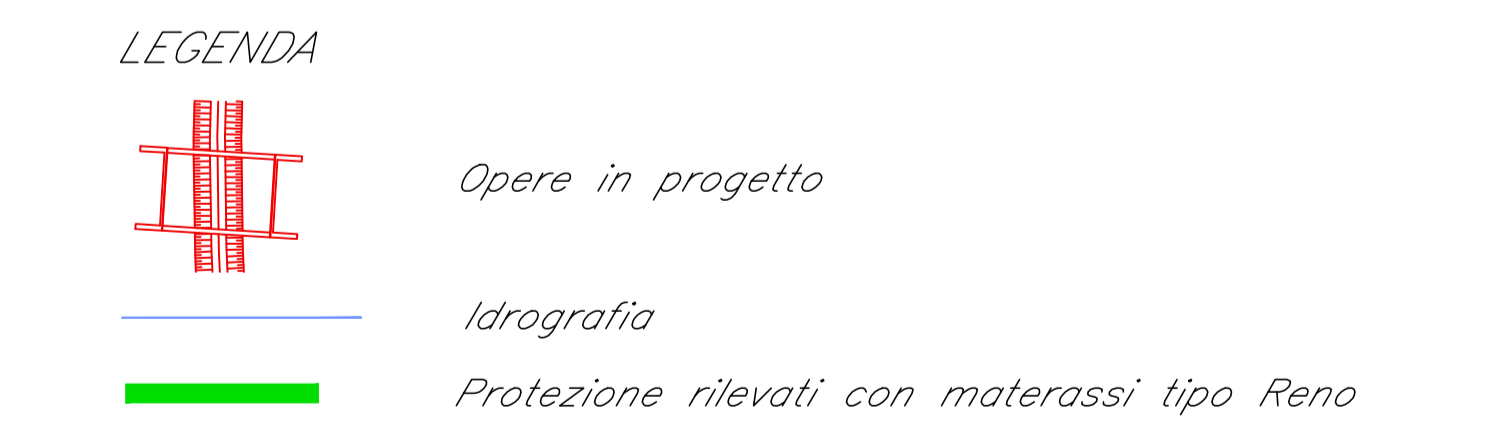 LEGENDA
Opere in progetto
Idrografia
Protezione rilevati con materassi tipo Reno